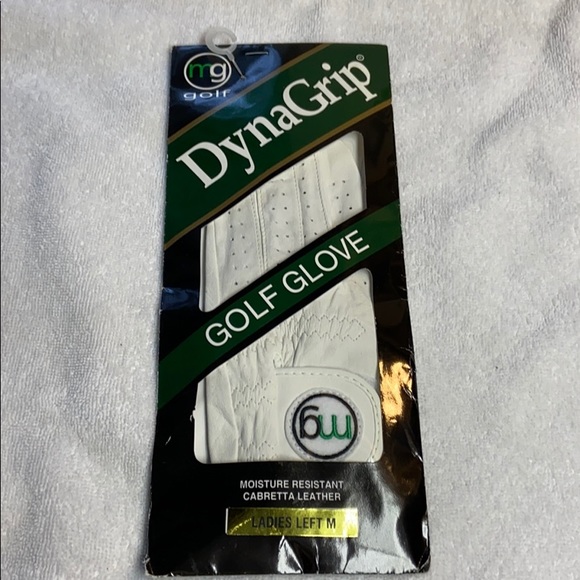 mg
golf
DynaGrip®
GOLF GLOVE
mg
MOISTURE RESISTANT
CABRETTA LEATHER
LADIES LEFT M